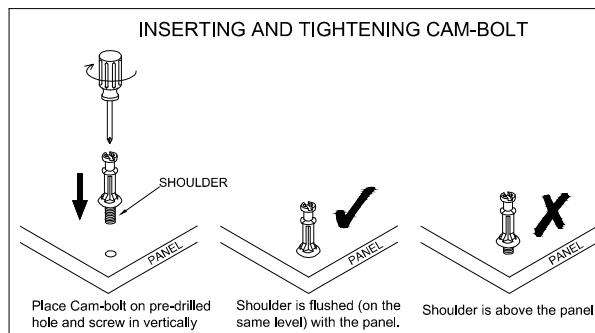 INSERTING AND TIGHTENING CAM-BOLT
SHOULDER
PANEL
PANEL
PANEL
Place Cam-bolt on pre-drilled
hole and screw in vertically
Shoulder is flushed (on the
same level) with the panel.
Shoulder is above the panel